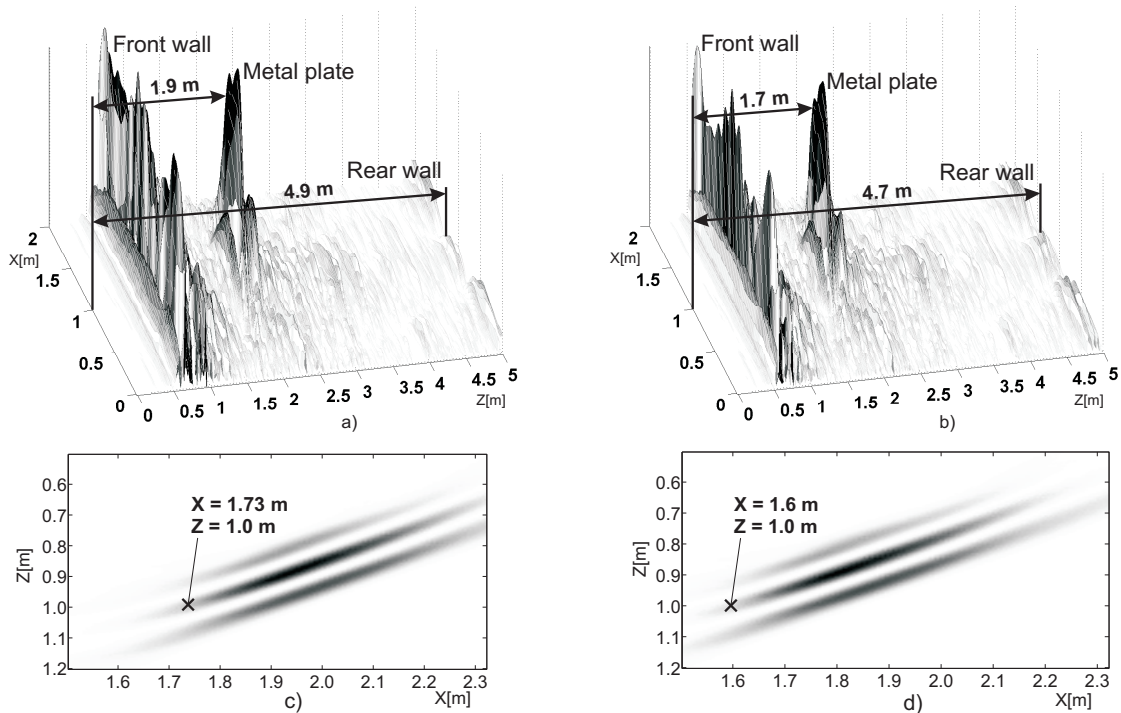 Front wall
1.9 m
Metal plate
Rear wall
4.9 m
2
X[m]
1.5
1
0.5
0
0 0.5 1 1.5 2 2.5 3 3.5 4 4.5 5
Z[m]
a)
Front wall
1.7 m
Metal plate
Rear wall
4.7 m
2
X[m]
1.5
1
0.5
0
0 0.5 1 1.5 2 2.5 3 3.5 4 4.5 5
Z[m]
b)
X = 1.73 m
Z = 1.0 m
Z[m]
0.6
0.7
0.8
0.9
1.0
1.1
1.2
1.6 1.7 1.8 1.9 2.0 2.1 2.2 2.3
X[m]
c)
X = 1.6 m
Z = 1.0 m
Z[m]
0.6
0.7
0.8
0.9
1.0
1.1
1.2
1.6 1.7 1.8 1.9 2.0 2.1 2.2 2.3
X[m]
d)